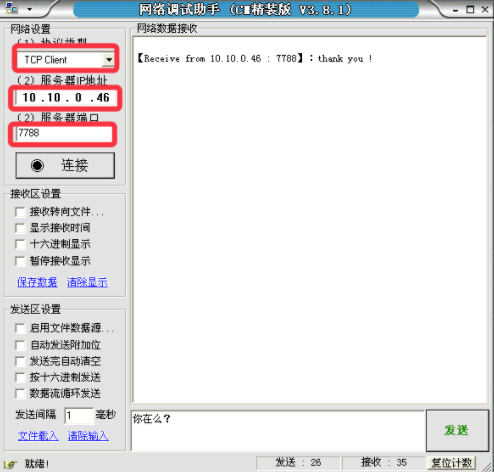 网络调试助手 (C■精装版 V3.8.1)
网络设置
网络数据接收
(1) 协议类型
TCP Client
(2) 服务器IP地址
10 .10 . 0 .46
(2) 服务器端口
7788
连接
【Receive from 10.10.0.46 : 7788】：thank you !
接收区设置
接收转向文件...
显示接收时间
十六进制显示
暂停接收显示
保存数据 清除显示
发送区设置
启用文件数据源...
自动发送附加位
发送完自动清空
按十六进制发送
数据流循环发送
发送间隔 1 毫秒
文件载入 清除输入
你在么？
发送
就绪!
发送 : 26
接收 : 35
复位计数